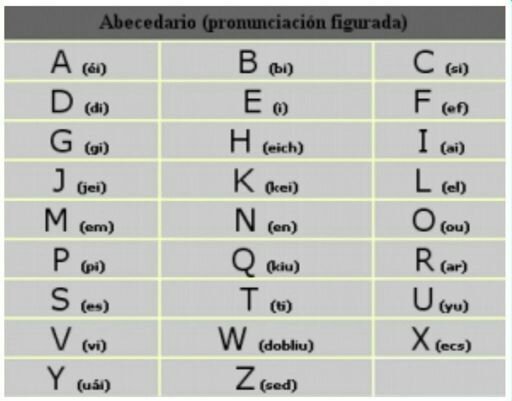 Abecedario (pronunciación figurada)
A (éi) B (bi) C (si)
D (di) E (i) F (ef)
G (gi) H (eich) I (ai)
J (jei) K (kei) L (el)
M (em) N (en) O (ou)
P (pi) Q (kiu) R (ar)
S (es) T (ti) U (yu)
V (vi) W (dobliu) X (ecs)
Y (uái) Z (sed)